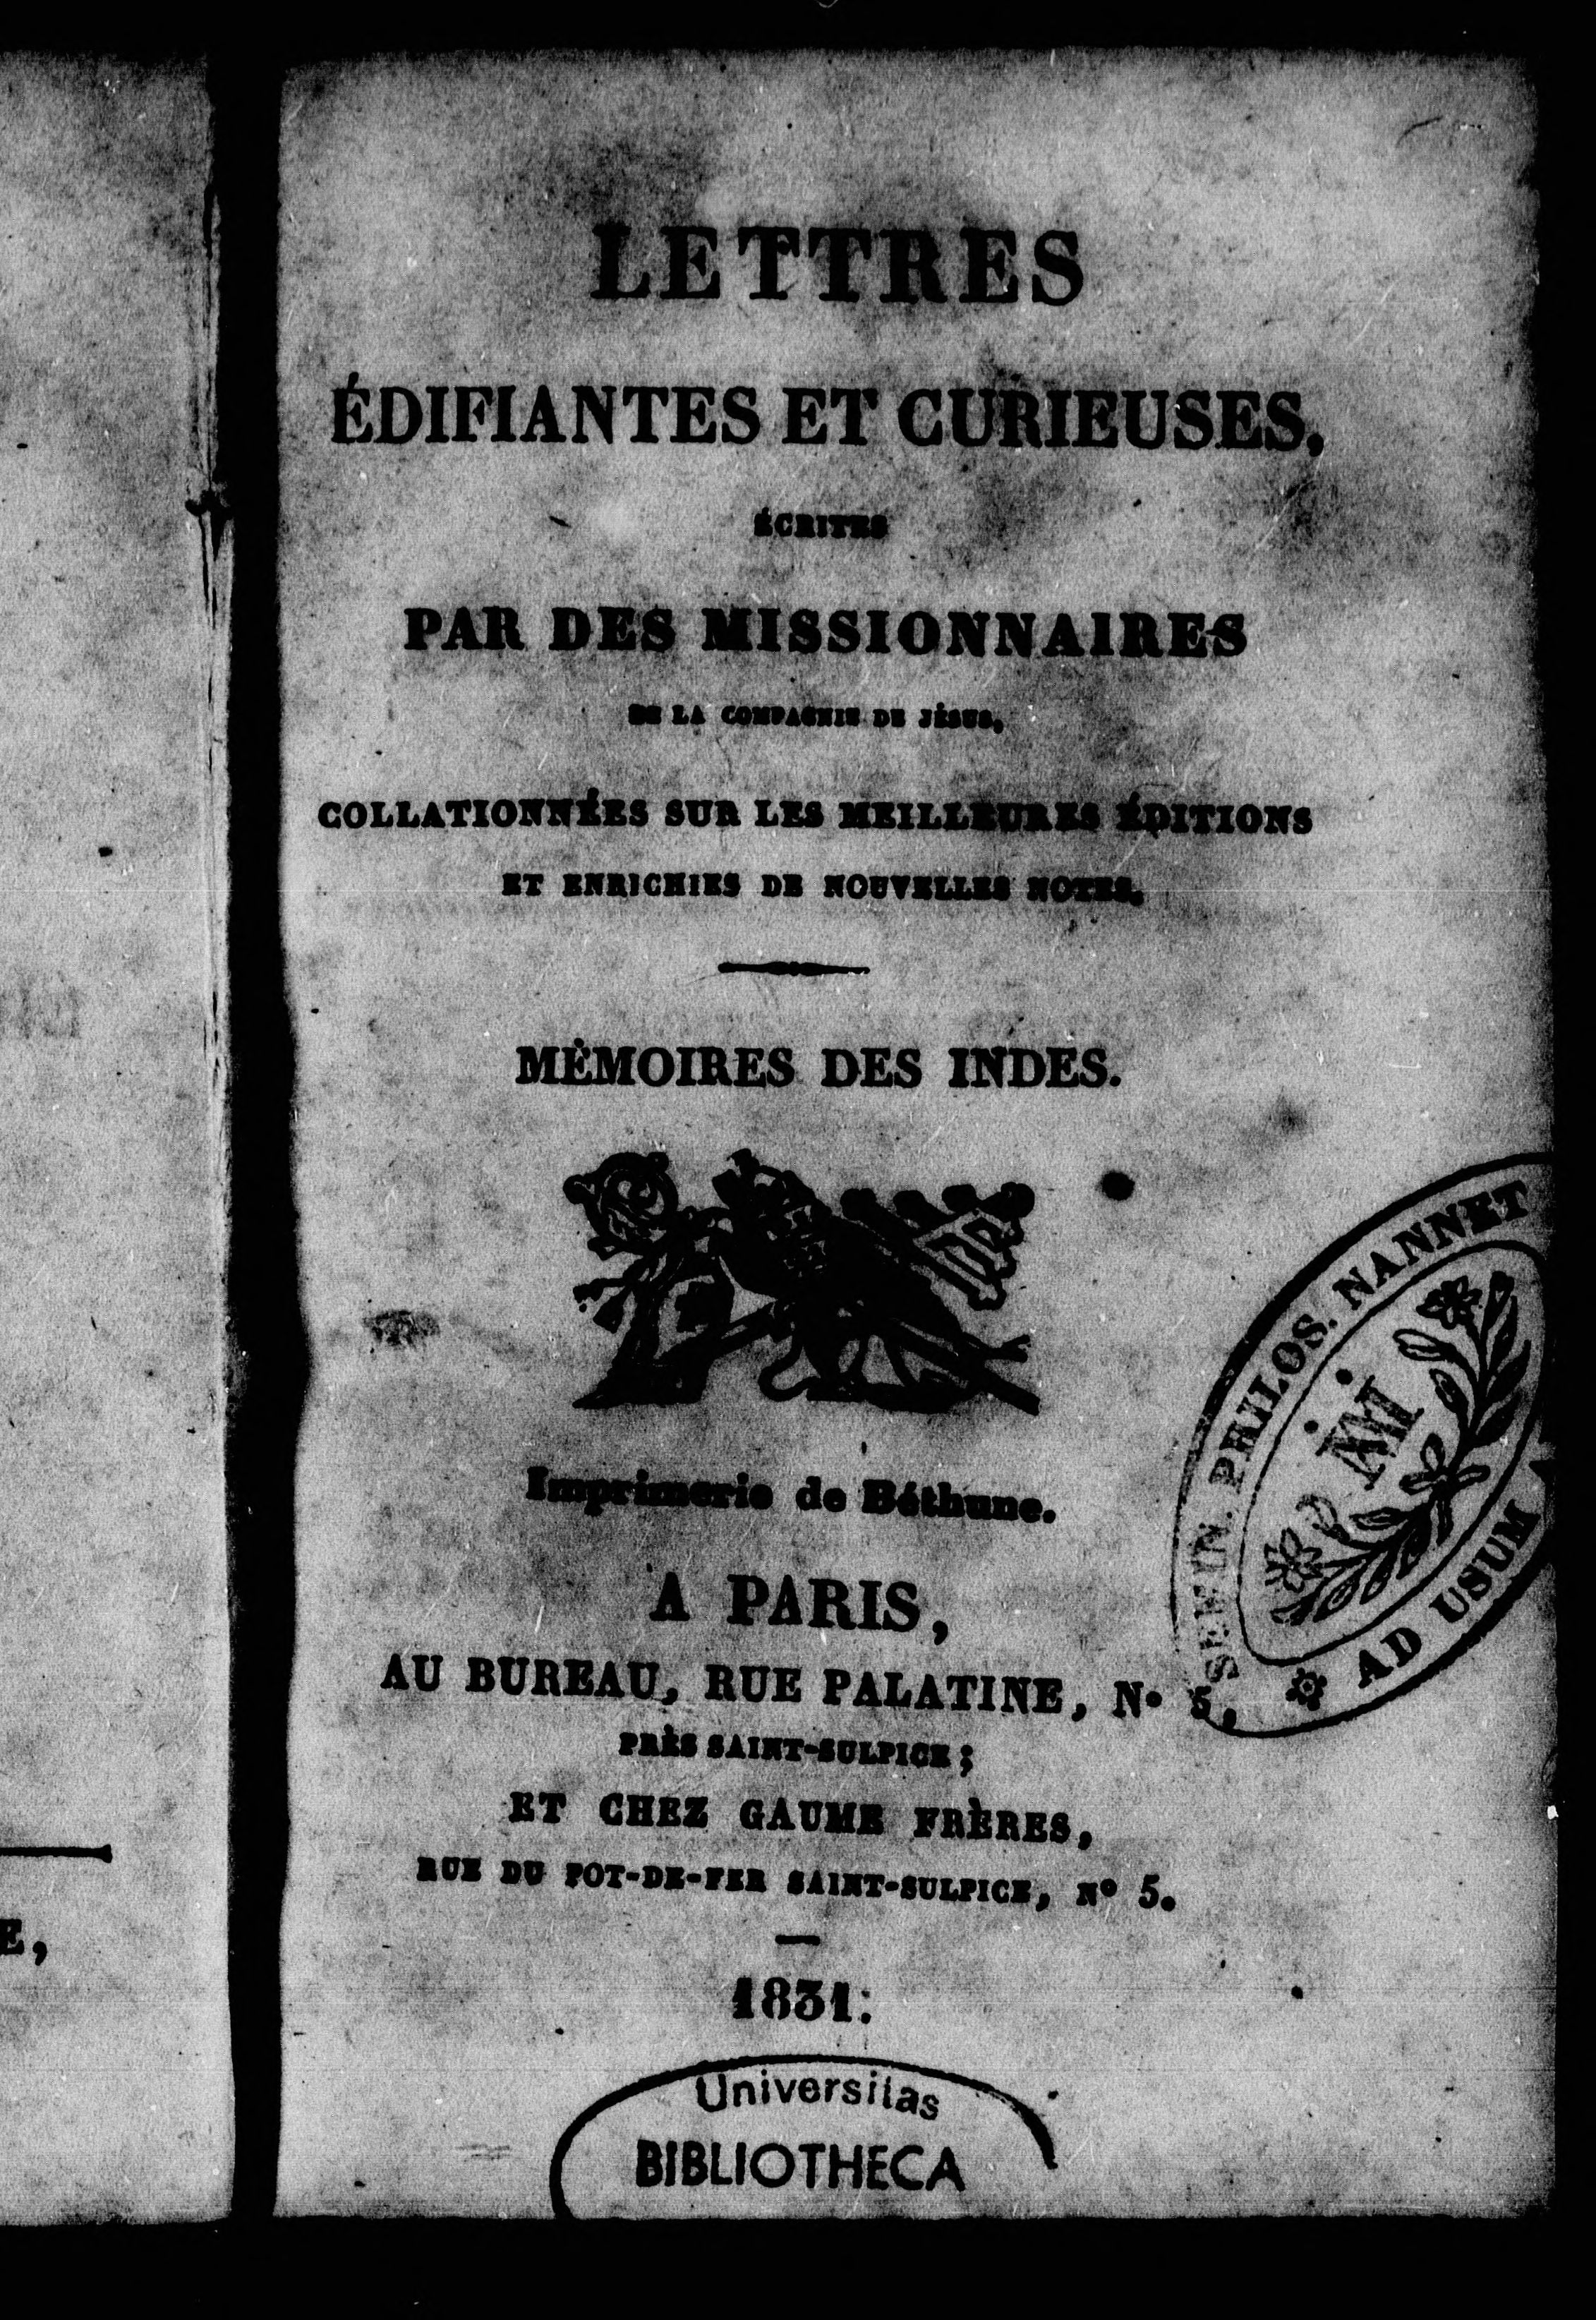 LETTRES
ÉDIFIANTES ET CURIEUSES,
ÉCRITES
PAR DES MISSIONNAIRES
DE LA COMPAGNIE DE JÉSUS,
COLLATIONNÉES SUR LES MEILLEURES ÉDITIONS
ET ENRICHIES DE NOUVELLES NOTES.
MÉMOIRES DES INDES.
Imprimerie de Béthune.
A PARIS,
AU BUREAU, RUE PALATINE, N° 5,
PRÈS SAINT-SULPICE;
ET CHEZ GAUME FRÈRES,
RUE DU POT-DE-FER SAINT-SULPICE, N° 5.
1831.
SEMIN. PHILOS. NANNET
AD USUM
Universitas
BIBLIOTHECA
E,